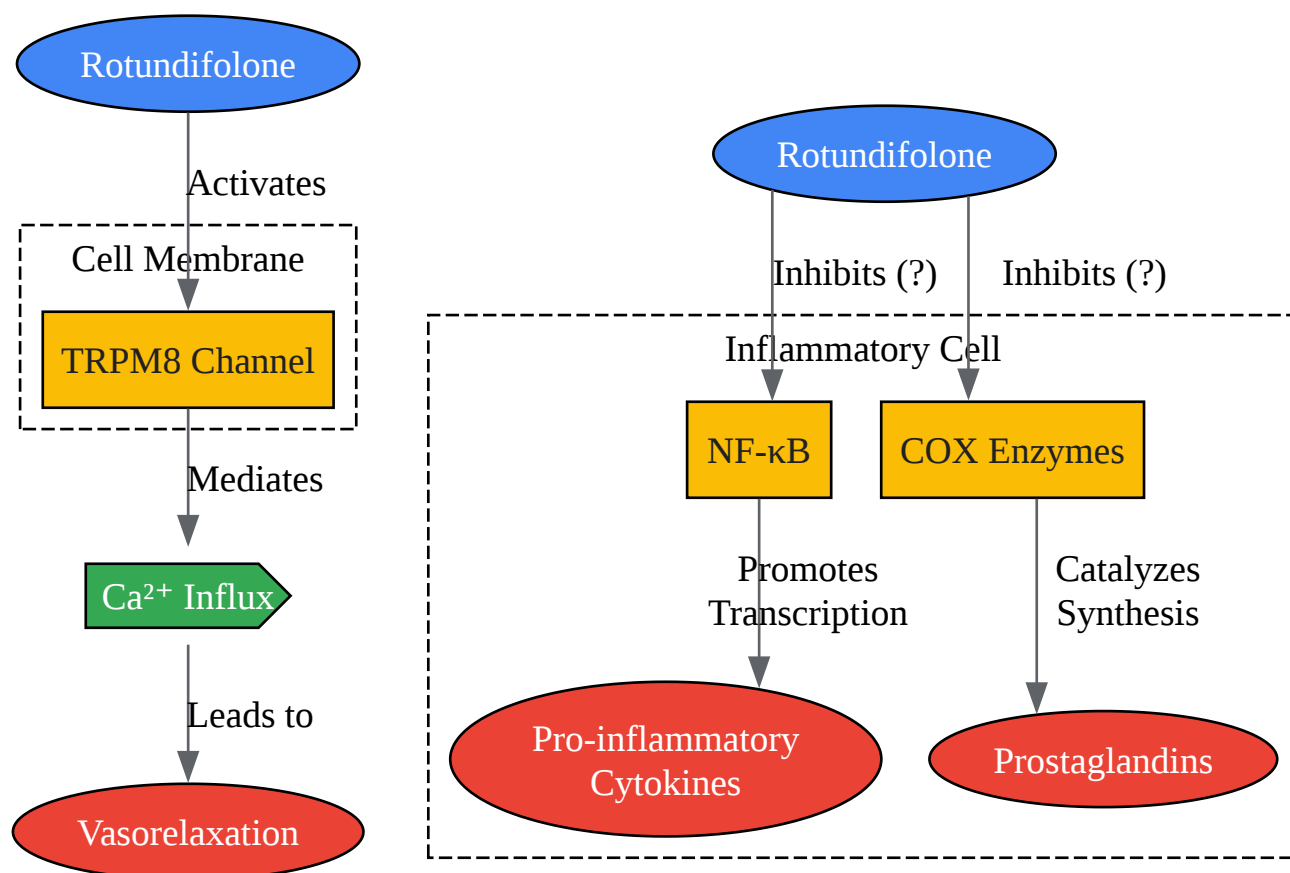 Rotundifolone
Activates
Cell Membrane
TRPM8 Channel
Mediates
Ca²⁺ Influx
Leads to
Vasorelaxation
Rotundifolone
Inhibits (?)
Inhibits (?)
Inflammatory Cell
NF-κB
COX Enzymes
Promotes
Transcription
Catalyzes
Synthesis
Pro-inflammatory
Cytokines
Prostaglandins